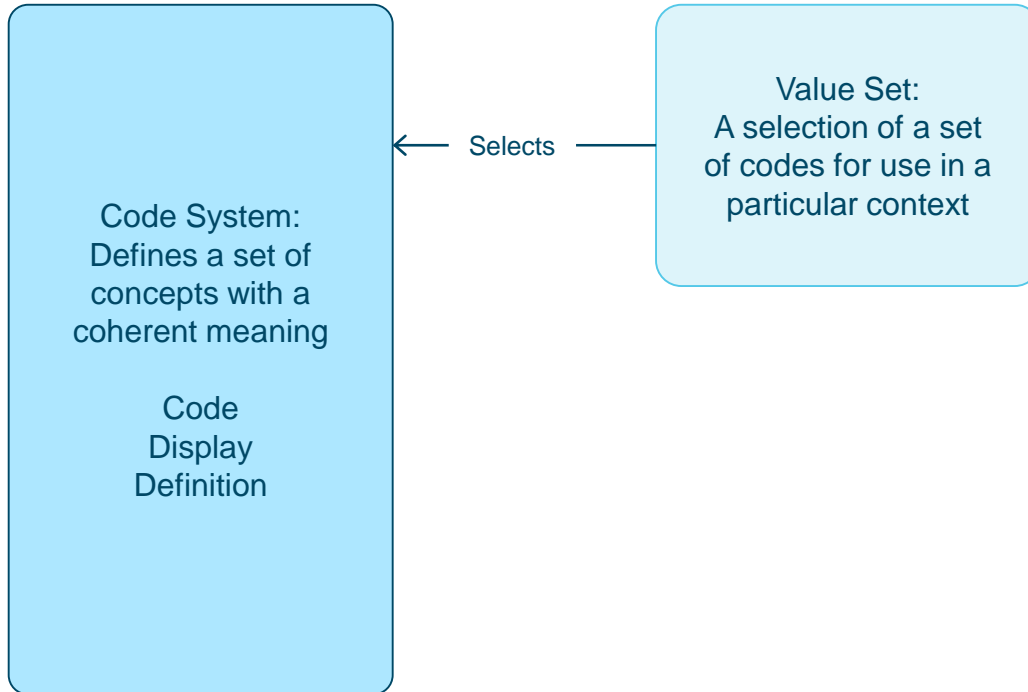 Code System:
Defines a set of
concepts with a
coherent meaning
Code
Display
Definition
Selects
Value Set:
A selection of a set
of codes for use in a
particular context